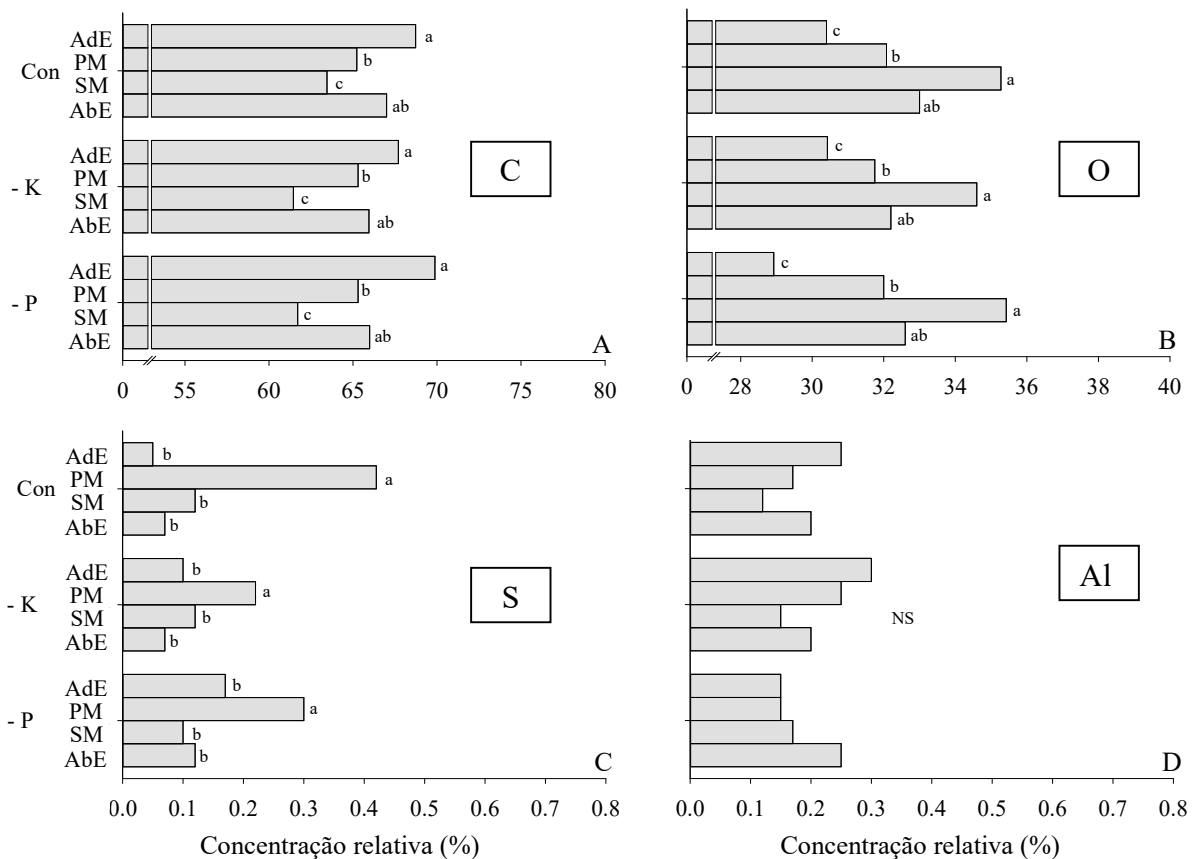 Con
AdE a
PM b
SM c
AbE ab
- K
AdE a
PM b
SM c
AbE ab
- P
AdE a
PM b
SM c
AbE ab
C
A
0 55 60 65 70 75 80
c
b
a
ab
c
b
a
ab
c
b
a
ab
O
B
0 28 30 32 34 36 38 40
Con
AdE b
PM a
SM b
AbE b
- K
AdE b
PM a
SM b
AbE b
- P
AdE b
PM a
SM b
AbE b
S
C
0.0 0.1 0.2 0.3 0.4 0.5 0.6 0.7 0.8
Concentração relativa (%)
Al
NS
D
0.0 0.1 0.2 0.3 0.4 0.5 0.6 0.7 0.8
Concentração relativa (%)